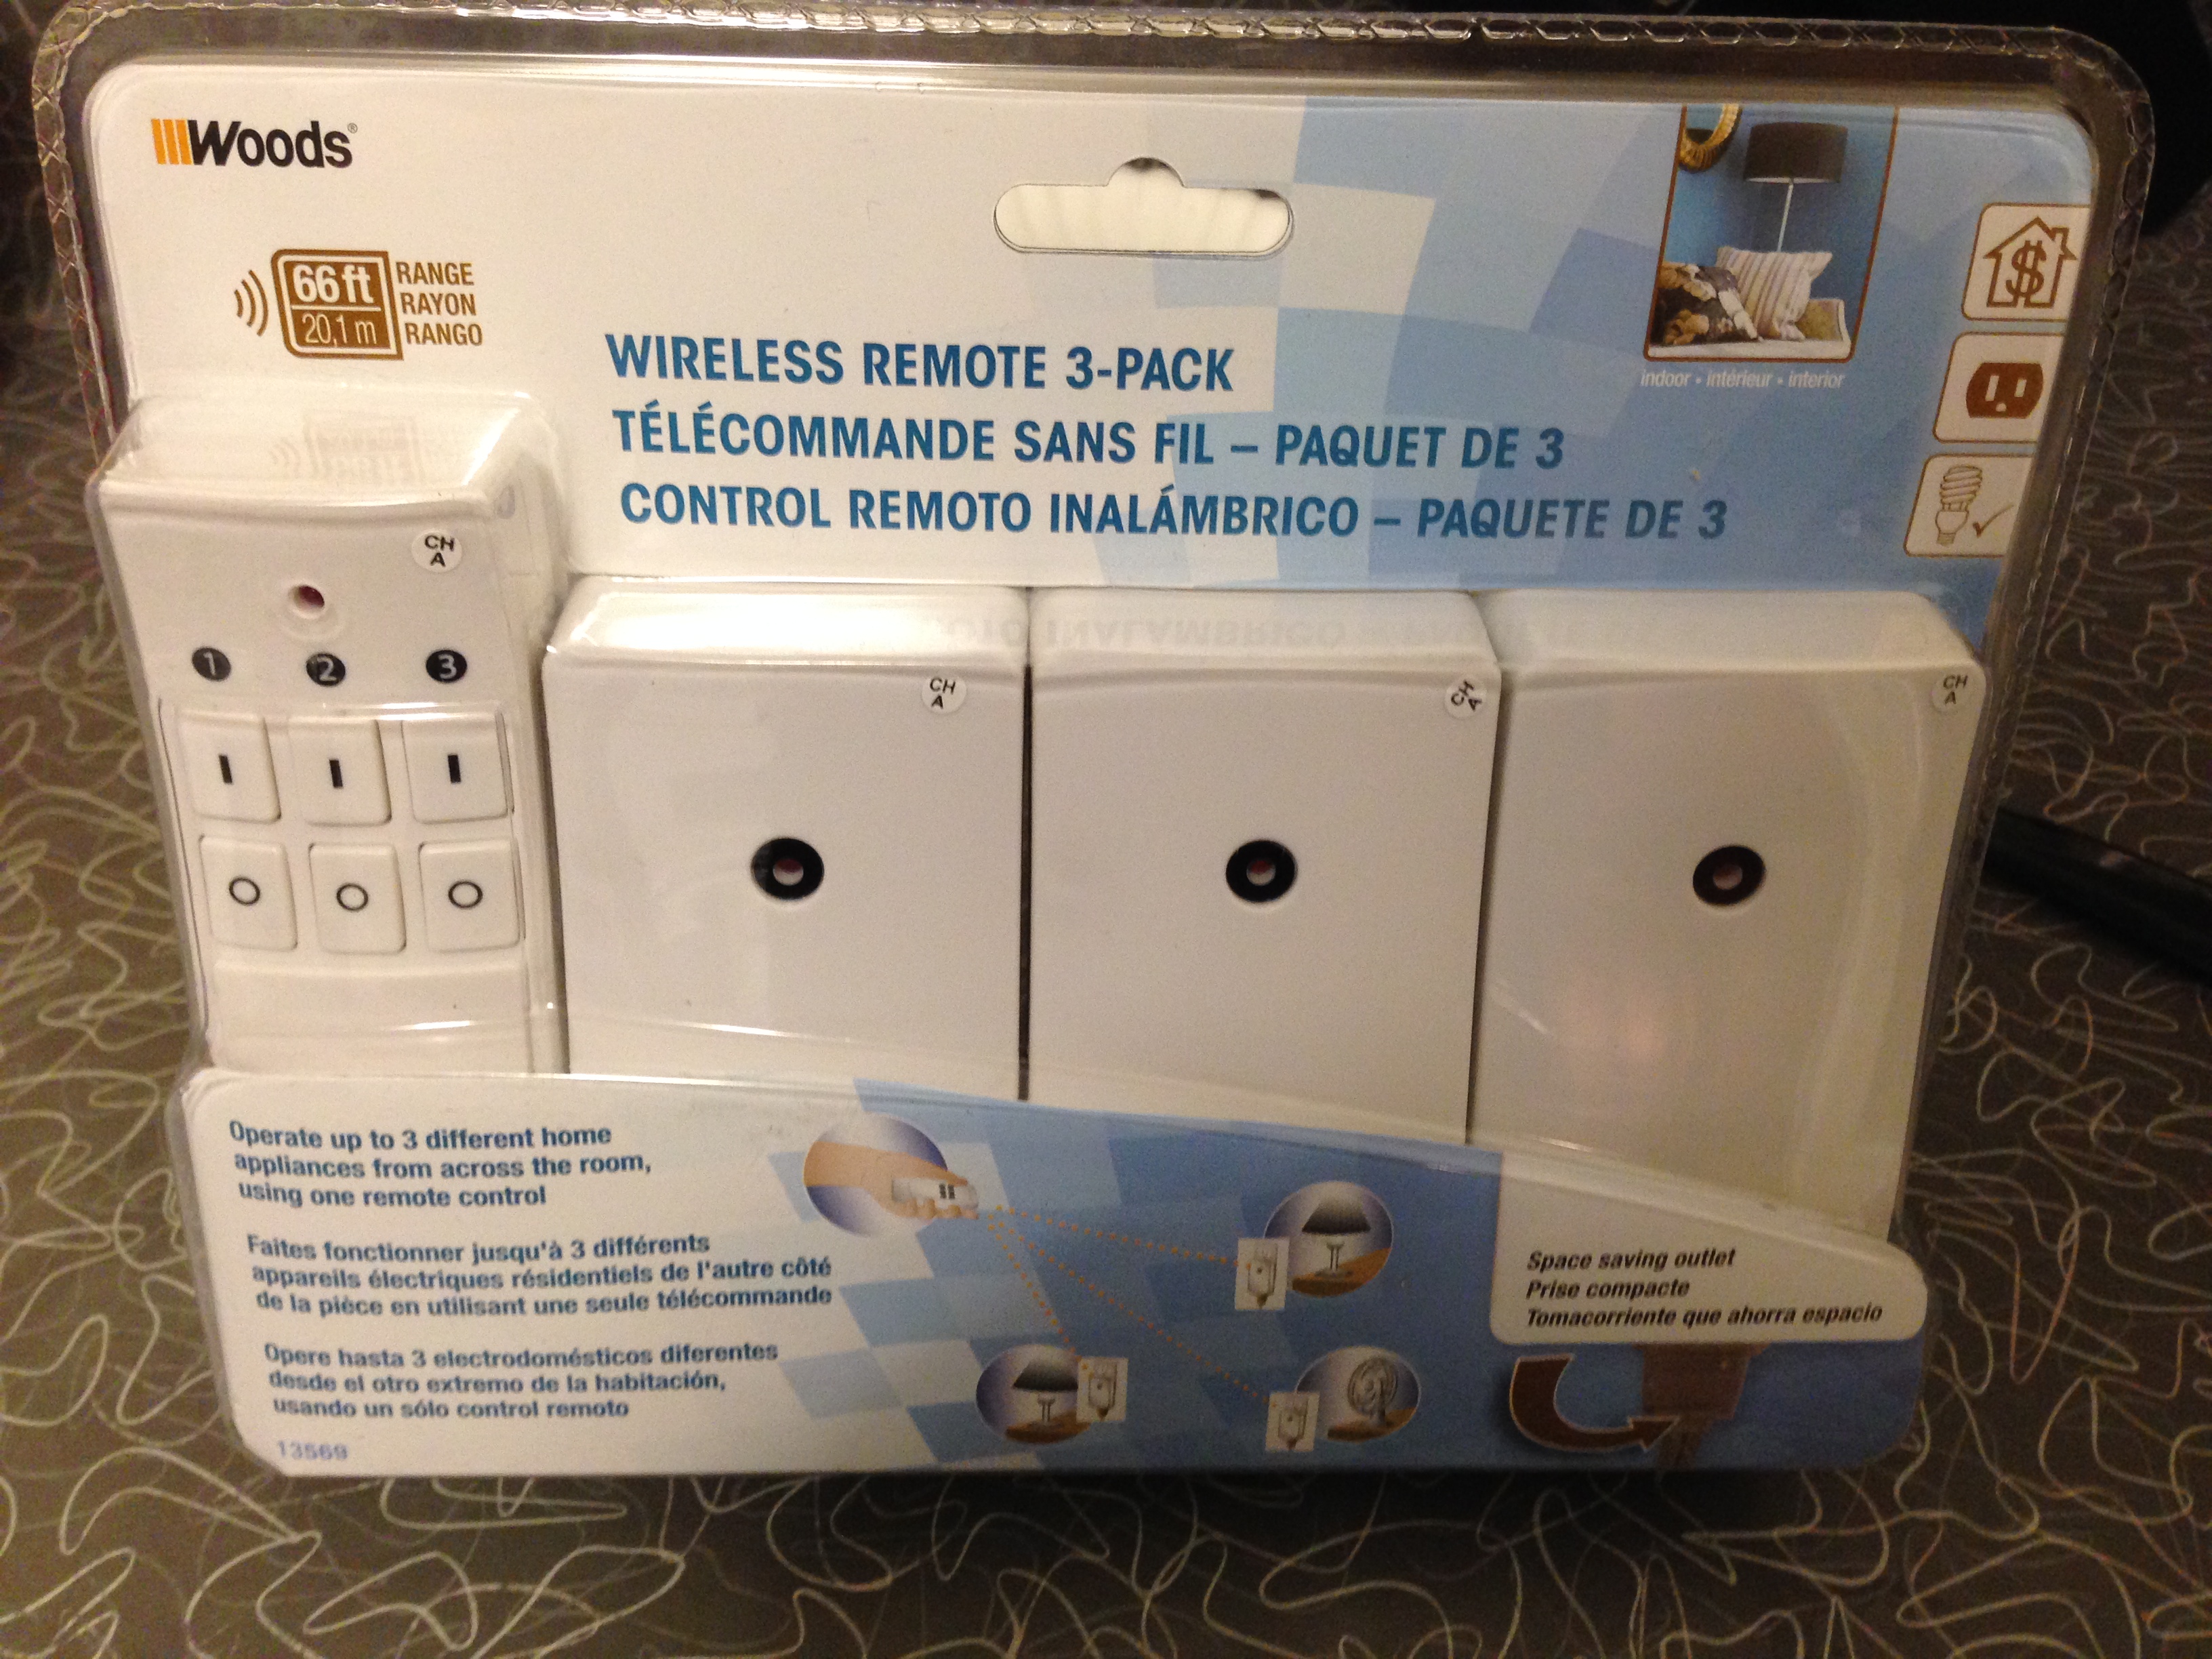 Woods®
66 ft
20,1 m
RANGE
RAYON
RANGO
WIRELESS REMOTE 3-PACK
TÉLÉCOMMANDE SANS FIL – PAQUET DE 3
CONTROL REMOTO INALÁMBRICO – PAQUETE DE 3
indoor • intérieur • interior
$
CH
A
1 2 3
I I I
O O O
CH
A
CH
A
CH
A
Operate up to 3 different home
appliances from across the room,
using one remote control
Faites fonctionner jusqu'à 3 différents
appareils électriques résidentiels de l'autre côté
de la pièce en utilisant une seule télécommande
Opere hasta 3 electrodomésticos diferentes
desde el otro extremo de la habitación,
usando un sólo control remoto
13569
Space saving outlet
Prise compacte
Tomacorriente que ahorra espacio